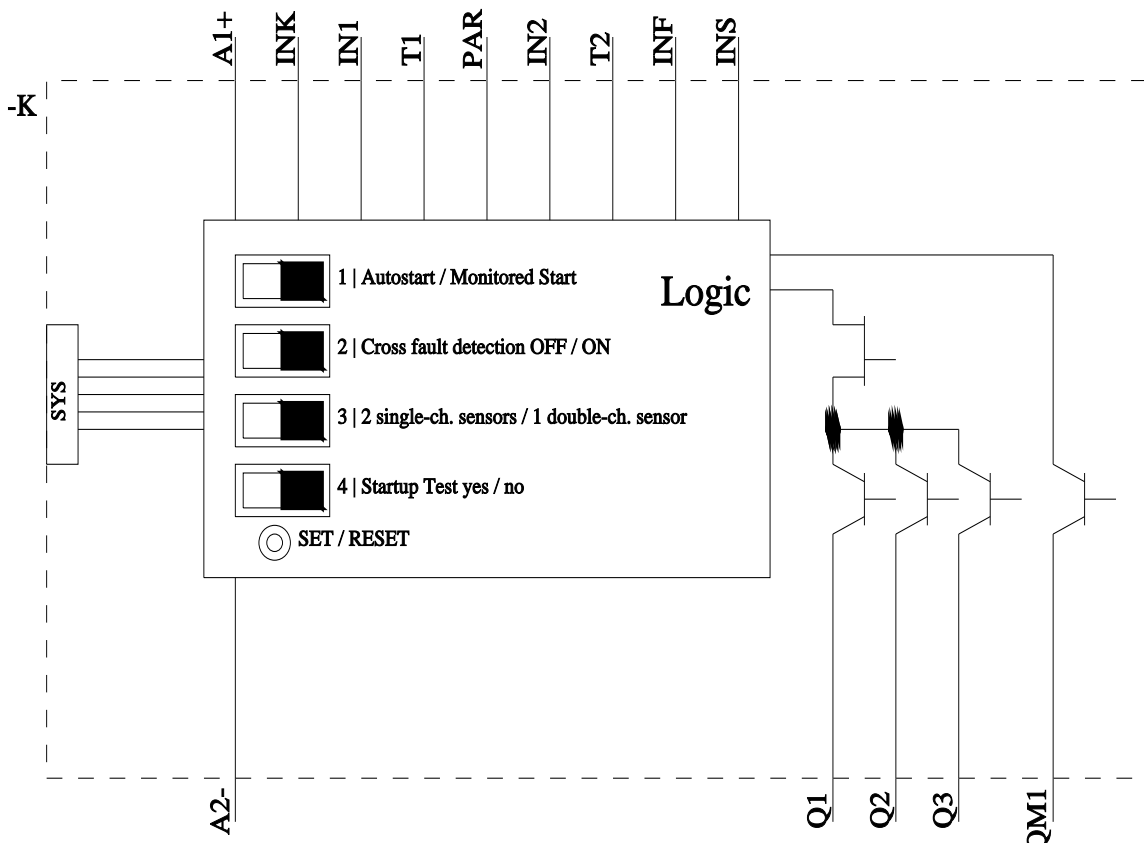 A1+
INK
IN1
T1
PAR
IN2
T2
INF
INS
-K
1 | Autostart / Monitored Start
Logic
2 | Cross fault detection OFF / ON
SYS
3 | 2 single-ch. sensors / 1 double-ch. sensor
4 | Startup Test yes / no
SET / RESET
A2-
Q1
Q2
Q3
QM1